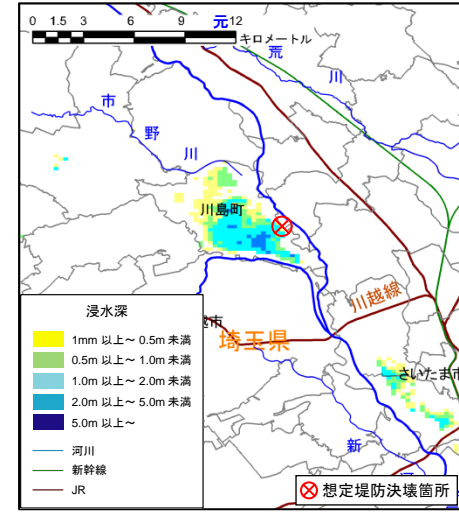 元
0 1.5 3 6 9 12
キロメートル
荒川
市野川
川島町
川越線
埼玉県
さいたま市
新
浸水深
1mm 以上～ 0.5m 未満
0.5m 以上～ 1.0m 未満
1.0m 以上～ 2.0m 未満
2.0m 以上～ 5.0m 未満
5.0m 以上～
河川
新幹線
JR
想定堤防決壊箇所